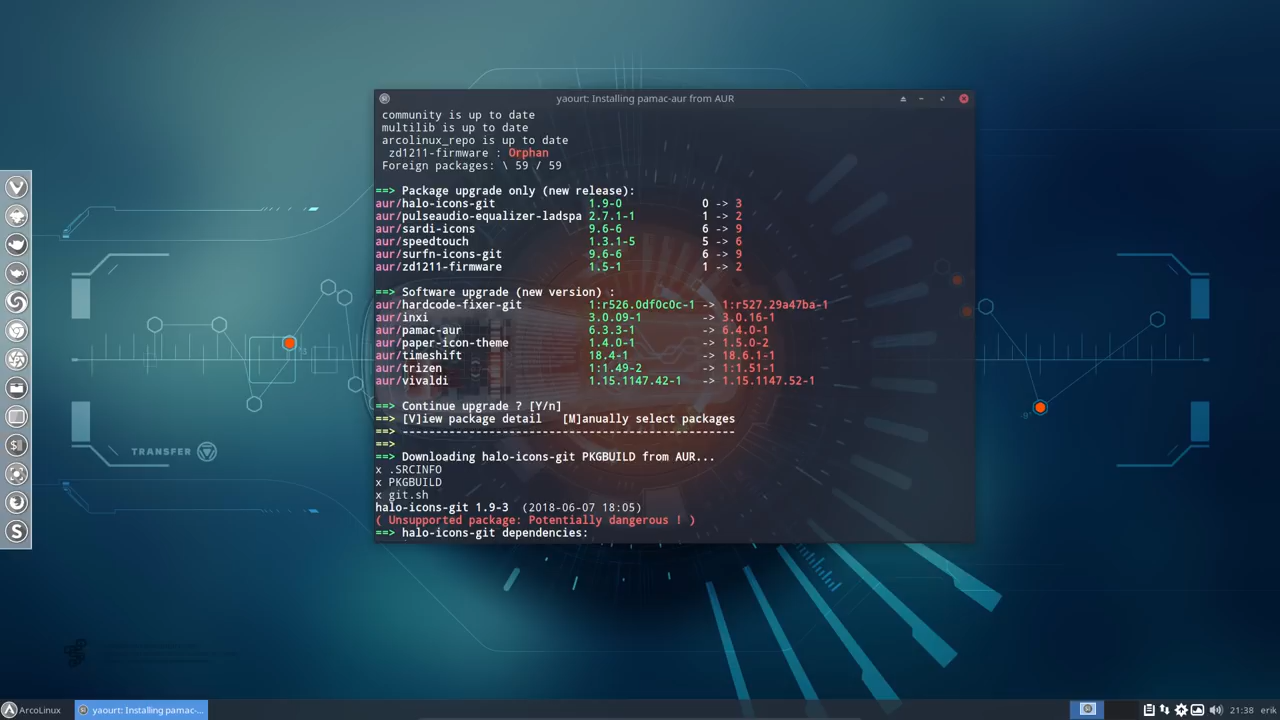 yaourt: Installing pamac-aur from AUR
community is up to date
multilib is up to date
arcolinux_repo is up to date
zd1211-firmware : Orphan
Foreign packages: \ 59 / 59
==> Package upgrade only (new release):
aur/halo-icons-git 1.9-0 0 -> 3
aur/pulseaudio-equalizer-ladspa 2.7.1-1 1 -> 2
aur/sardi-icons 9.6-6 6 -> 9
aur/speedtouch 1.3.1-5 5 -> 6
aur/surfn-icons-git 9.6-6 6 -> 9
aur/zd1211-firmware 1.5-1 1 -> 2
==> Software upgrade (new version) :
aur/hardcode-fixer-git 1:r526.0df0c0c-1 -> 1:r527.29a47ba-1
aur/inxi 3.0.09-1 -> 3.0.16-1
aur/pamac-aur 6.3.3-1 -> 6.4.0-1
aur/paper-icon-theme 1.4.0-1 -> 1.5.0-2
aur/timeshift 18.4-1 -> 18.6.1-1
aur/trizen 1:1.49-2 -> 1:1.51-1
aur/vivaldi 1.15.1147.42-1 -> 1.15.1147.52-1
==> Continue upgrade ? [Y/n]
==> [V]iew package detail [M]anually select packages
==> --------------------------------------------------
==>
==> Downloading halo-icons-git PKGBUILD from AUR...
x .SRCINFO
x PKGBUILD
x git.sh
halo-icons-git 1.9-3 (2018-06-07 18:05)
( Unsupported package: Potentially dangerous ! )
==> halo-icons-git dependencies:
TRANSFER
ArcoLinux
yaourt: Installing pamac-...
21:38
erik